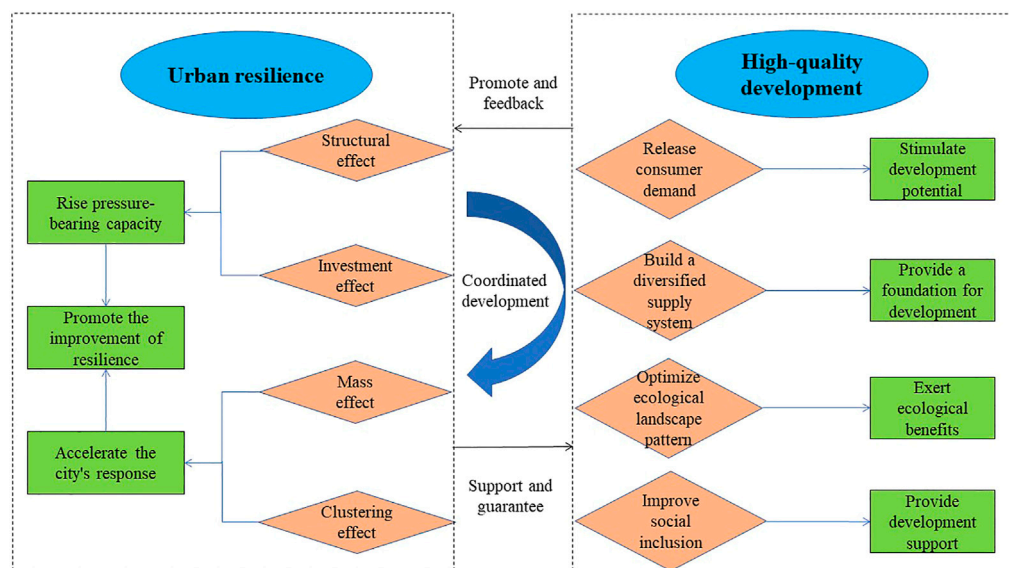 Urban resilience
Structural
effect
Rise pressure-
bearing capacity
Investment effect
Promote the
improvement of
resilience
Mass
effect
Accelerate the
city's response
Clustering
effect
Promote and
feedback
Coordinated
development
Support and
guarantee
High-quality
development
Release
consumer
demand
Stimulate
development
potential
Build a
diversified
supply
system
Provide a
foundation for
development
Optimize
ecological
landscape
pattern
Exert
ecological
benefits
Improve
social
inclusion
Provide
development
support